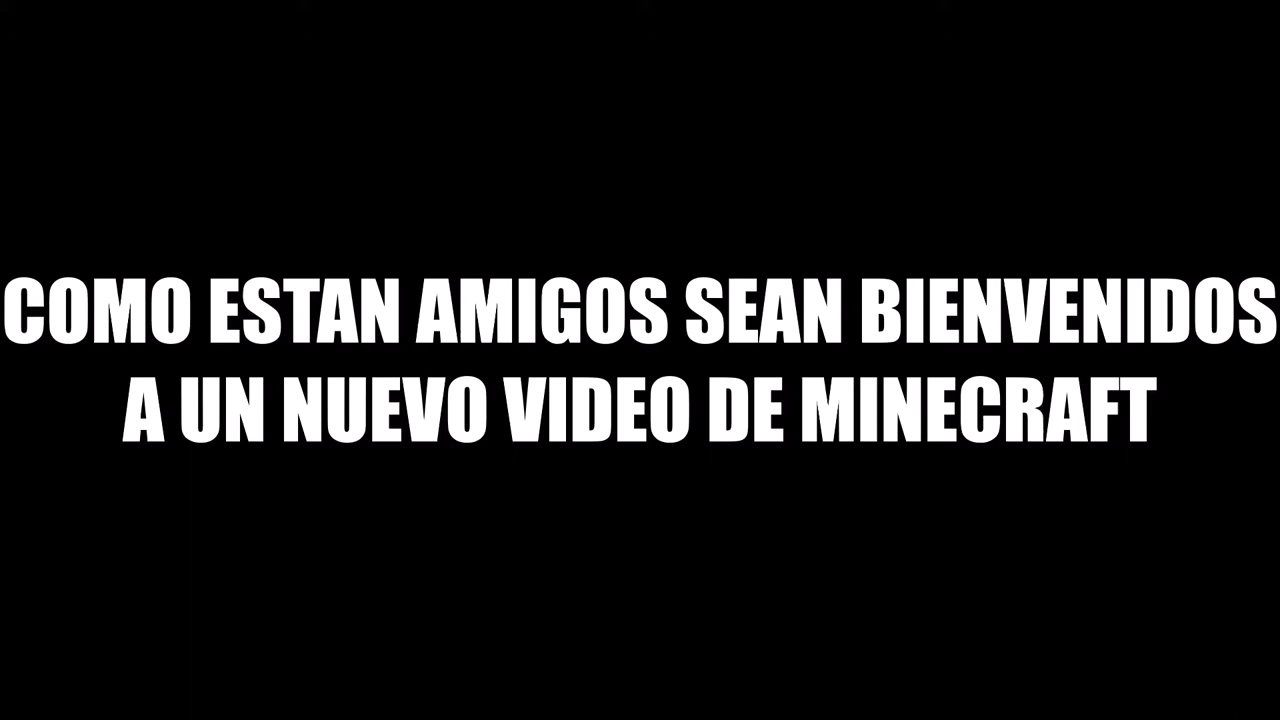 COMO ESTAN AMIGOS SEAN BIENVENIDOS
A UN NUEVO VIDEO DE MINECRAFT